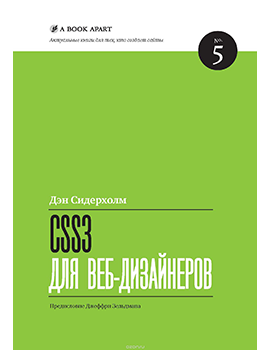 A BOOK APART
Актуальные книги для тех, кто создает сайты
№
5
Дэн Сидерхолм
CSS3
ДЛЯ ВЕБ-ДИЗАЙНЕРОВ
Предисловие Джеффри Зельдмана